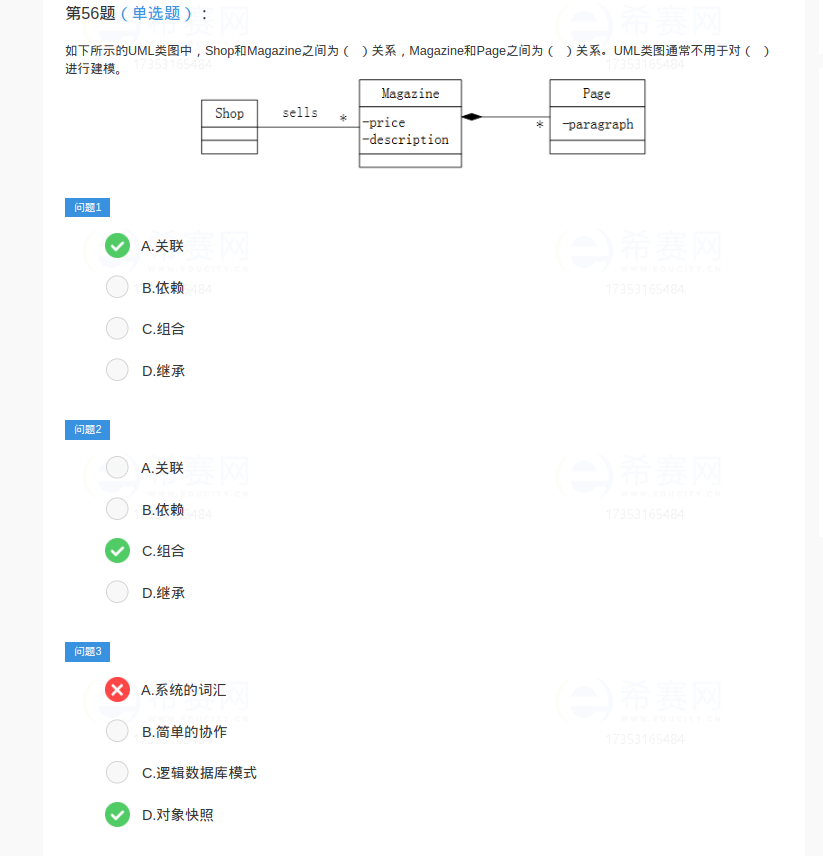 第56题（单选题）：
如下所示的UML类图中，Shop和Magazine之间为（ ）关系，Magazine和Page之间为（ ）关系。UML类图通常不用于对（ ）
进行建模。
Shop
sells
*
Magazine
-price
-description
*
Page
-paragraph
问题1
A.关联
B.依赖
C.组合
D.继承
问题2
A.关联
B.依赖
C.组合
D.继承
问题3
A.系统的词汇
B.简单的协作
C.逻辑数据库模式
D.对象快照
希赛网
17353165484